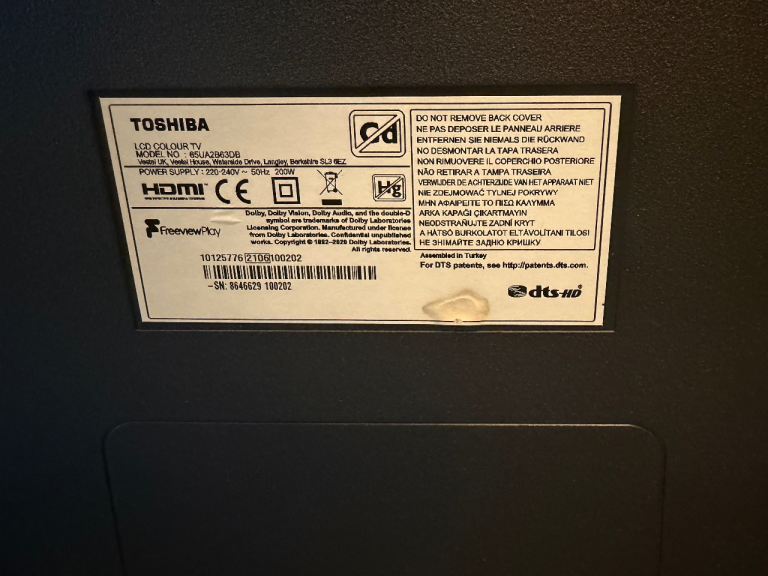 TOSHIBA
LCD COLOUR TV
MODEL NO : 65UA2B63DB
Vestel UK, Vestel House, Waterside Drive, Langley, Berkshire SL3 6EZ
POWER SUPPLY : 220-240V ~ 50Hz 200W
Cd
HDMI CE Hg
Freeview Play
Dolby, Dolby Vision, Dolby Audio, and the double-D
symbol are trademarks of Dolby Laboratories
Licensing Corporation. Manufactured under license
from Dolby Laboratories. Confidential unpublished
works. Copyright © 1992-2020 Dolby Laboratories.
All rights reserved.
10125776 2106 100202
-SN: 8646629 100202
DO NOT REMOVE BACK COVER
NE PAS DEPOSER LE PANNEAU ARRIERE
ENTFERNEN SIE NIEMALS DIE RÜCKWAND
NO DESMONTAR LA TAPA TRASERA
NON RIMUOVERE IL COPERCHIO POSTERIORE
NÃO RETIRAR A TAMPA TRASEIRA
VERWIJDER DE ACHTERZIJDE VAN HET APPARAAT NIET
NIE ZDEJMOWAĆ TYLNEJ POKRYWY
ΜΗΝ ΑΦΑΙΡΕΙΤΕ ΤΟ ΠΙΣΩ ΚΑΛΥΜΜΑ
ARKA KAPAĞI ÇIKARTMAYIN
NEODSTRAŇUJTE ZADNÍ KRYT
A HÁTSÓ BURKOLATOT ELTÁVOLÍTANI TILOS!
НЕ ЗНІМАЙТЕ ЗАДНЮ КРИШКУ.
Assembled in Turkey
For DTS patents, see http://patents.dts.com.
dts-HD